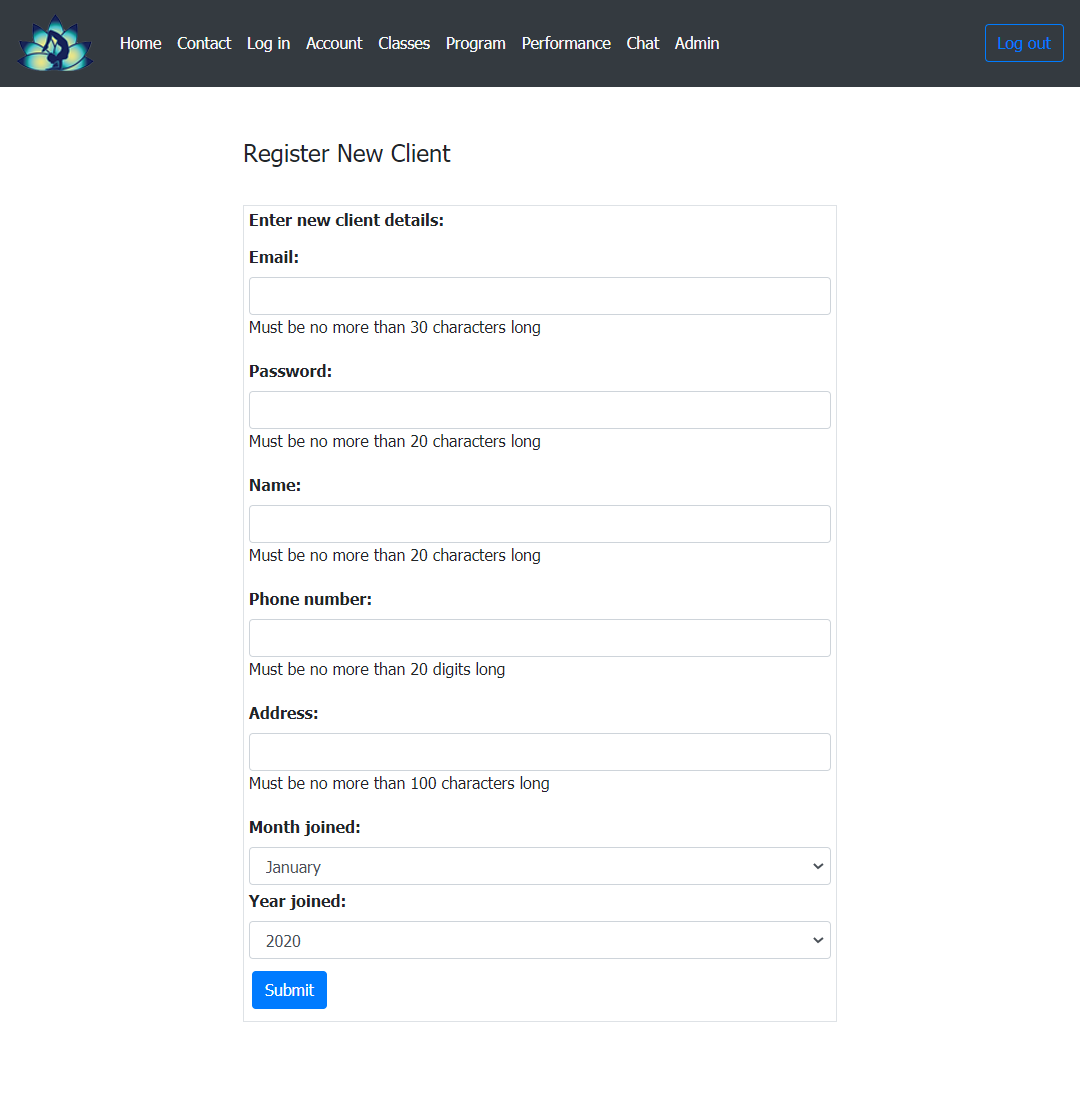 Home Contact Log in Account Classes Program Performance Chat Admin Log out
Register New Client
Enter new client details:
Email:
Must be no more than 30 characters long
Password:
Must be no more than 20 characters long
Name:
Must be no more than 20 characters long
Phone number:
Must be no more than 20 digits long
Address:
Must be no more than 100 characters long
Month joined:
January
Year joined:
2020
Submit